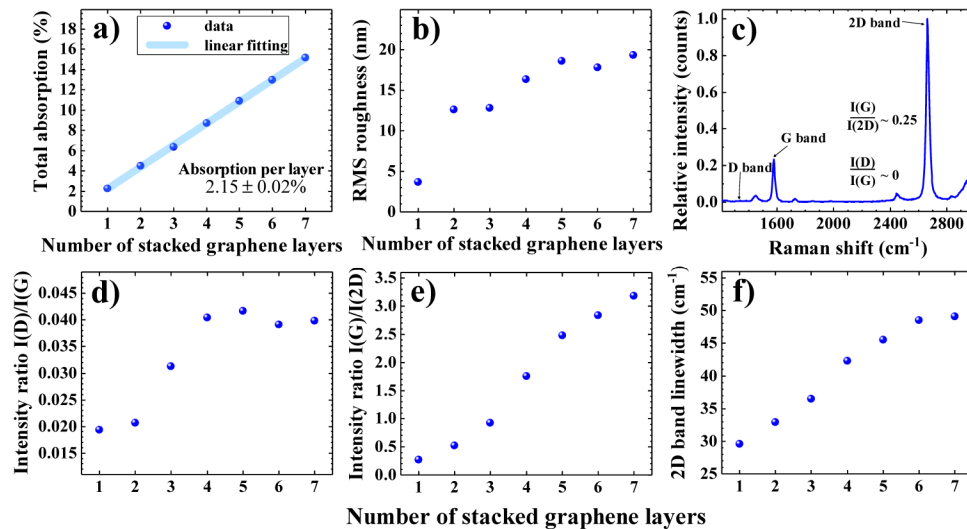 a)
data
linear fitting
Absorption per layer
2.15 ± 0.02%
Total absorption (%)
20
18
16
14
12
10
8
6
4
2
0
1 2 3 4 5 6 7
Number of stacked graphene layers
b)
RMS roughness (nm)
20
15
10
5
0
1 2 3 4 5 6 7
Number of stacked graphene layers
c)
2D band
I(G)
I(2D)
~ 0.25
G band
D band
I(D)
I(G)
~ 0
Relative intensity (counts)
1.0
0.8
0.6
0.4
0.2
0.0
1600 2000 2400 2800
Raman shift (cm-1)
d)
Intensity ratio I(D)/I(G)
0.045
0.040
0.035
0.030
0.025
0.020
0.015
1 2 3 4 5 6 7
e)
Intensity ratio I(G)/I(2D)
3.5
3.0
2.5
2.0
1.5
1.0
0.5
0.0
1 2 3 4 5 6 7
f)
2D band linewidth (cm-1)
55
50
45
40
35
30
25
1 2 3 4 5 6 7
Number of stacked graphene layers